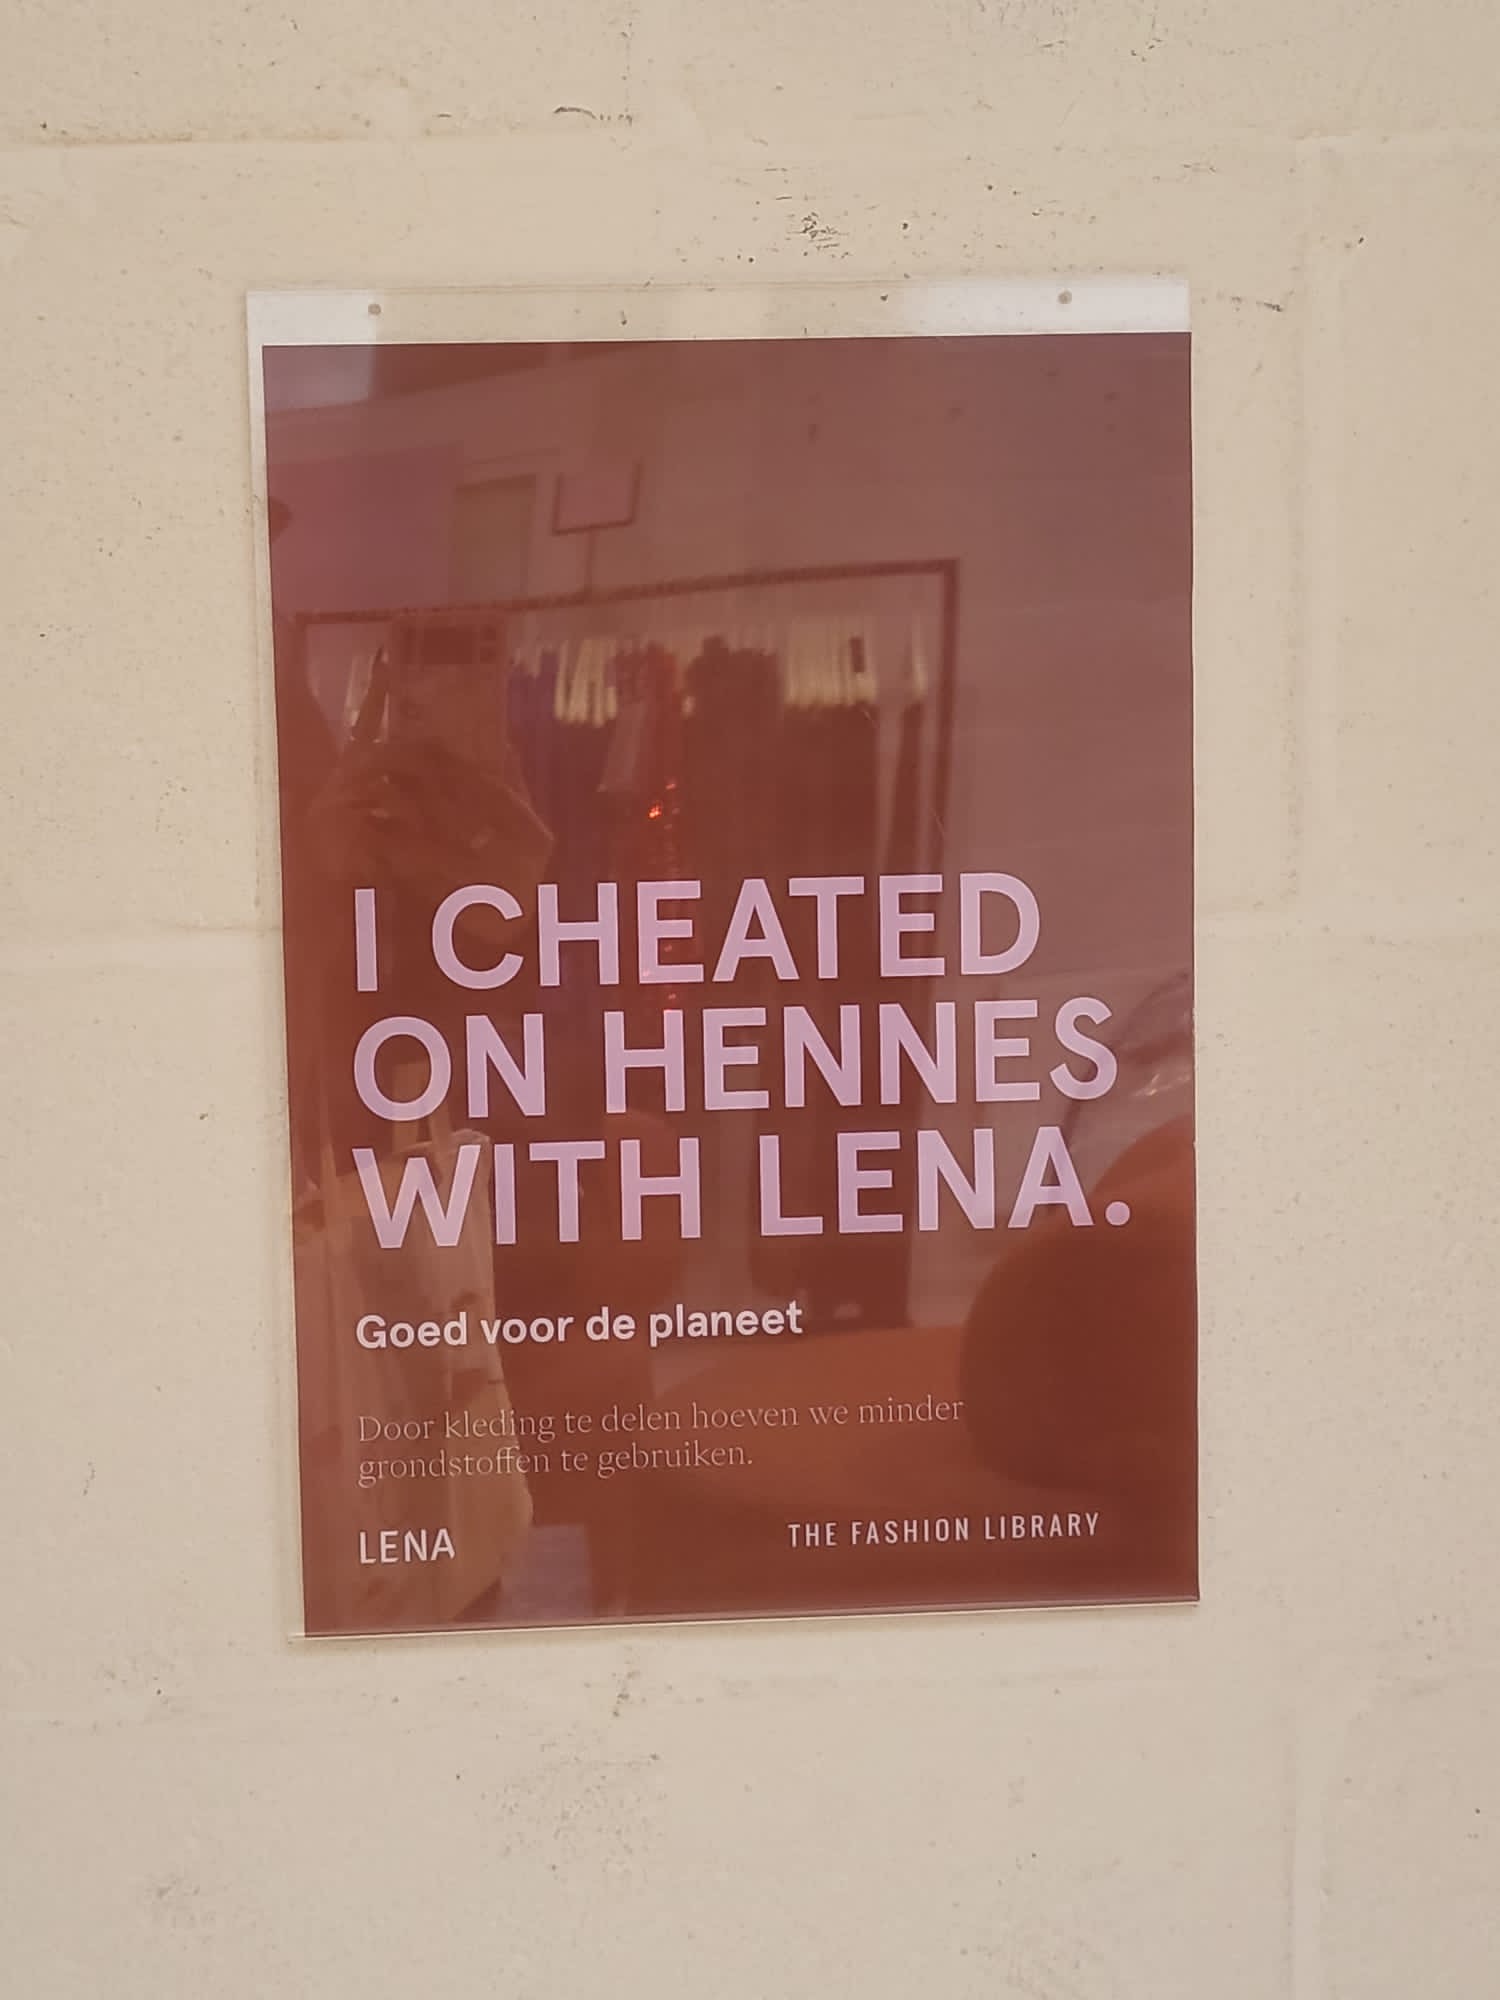 I CHEATED
ON HENNES
WITH LENA.
Goed voor de planeet
Door kleding te delen hoeven we minder
grondstoffen te gebruiken.
LENA
THE FASHION LIBRARY